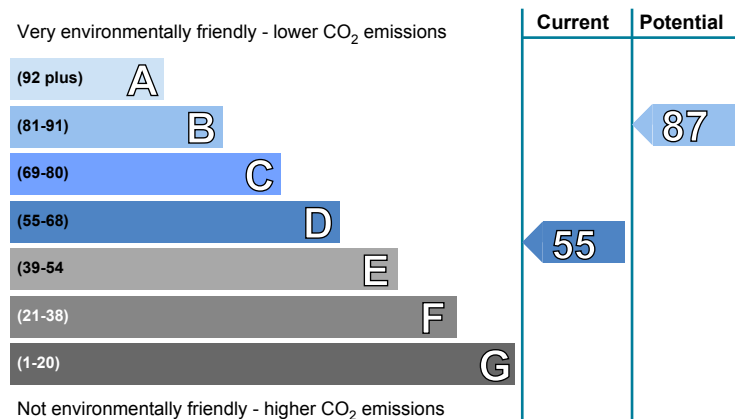 Very environmentally friendly - lower CO2 emissions
Current
Potential
(92 plus) A
(81-91) B
87
(69-80) C
(55-68) D
55
(39-54 E
(21-38) F
(1-20) G
Not environmentally friendly - higher CO2 emissions